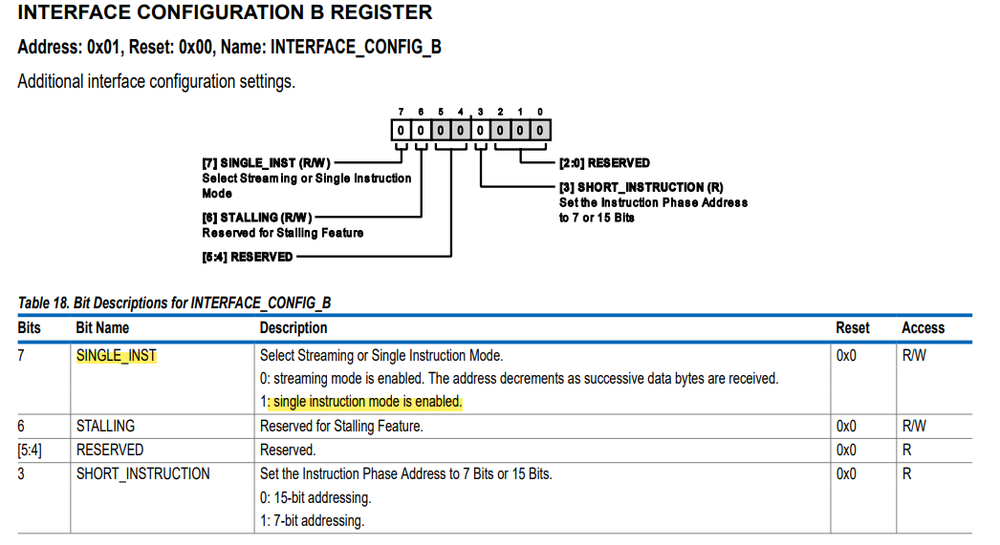 INTERFACE CONFIGURATION B REGISTER
Address: 0x01, Reset: 0x00, Name: INTERFACE_CONFIG_B
Additional interface configuration settings.
7 6 5 4 3 2 1 0
0 0 0 0 0 0 0 0
[7] SINGLE_INST (R/W)
Select Streaming or Single Instruction
Mode
[6] STALLING (R/W)
Reserved for Stalling Feature
[5:4] RESERVED
[2:0] RESERVED
[3] SHORT_INSTRUCTION (R)
Set the Instruction Phase Address
to 7 or 15 Bits
Table 18. Bit Descriptions for INTERFACE_CONFIG_B
Bits Bit Name Description Reset Access
7 SINGLE_INST Select Streaming or Single Instruction Mode. 0x0 R/W
0: streaming mode is enabled. The address decrements as successive data bytes are received.
1: single instruction mode is enabled.
6 STALLING Reserved for Stalling Feature. 0x0 R/W
[5:4] RESERVED Reserved. 0x0 R
3 SHORT_INSTRUCTION Set the Instruction Phase Address to 7 Bits or 15 Bits. 0x0 R
0: 15-bit addressing.
1: 7-bit addressing.